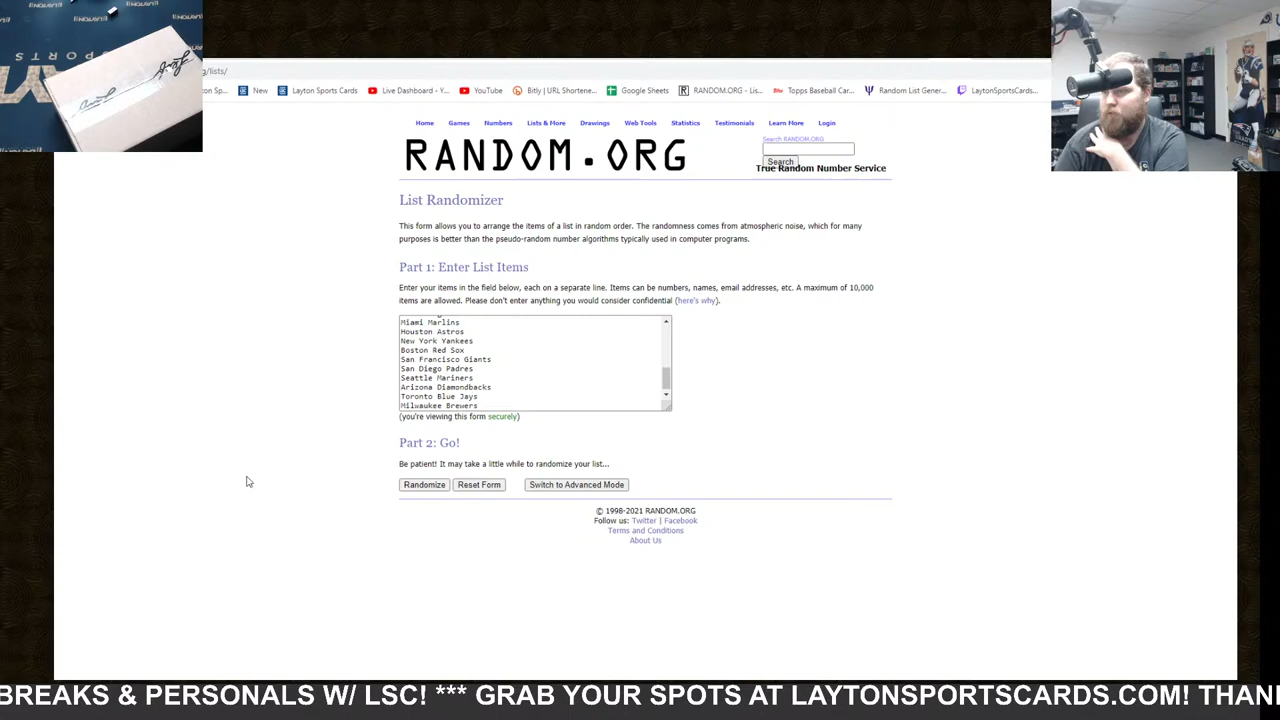 SPORTS
g/lists/
on Sp...
New
Layton Sports Cards
Live Dashboard - Y...
YouTube
Bitly | URL Shortene...
Google Sheets
RANDOM.ORG - Lis...
Topps Baseball Car...
Random List Gener...
LaytonSportsCards...
Home Games Numbers Lists & More Drawings Web Tools Statistics Testimonials Learn More Login
RANDOM.ORG
Search RANDOM.ORG
Search
True Random Number Service
List Randomizer
This form allows you to arrange the items of a list in random order. The randomness comes from atmospheric noise, which for many
purposes is better than the pseudo-random number algorithms typically used in computer programs.
Part 1: Enter List Items
Enter your items in the field below, each on a separate line. Items can be numbers, names, email addresses, etc. A maximum of 10,000
items are allowed. Please don't enter anything you would consider confidential (here's why).
Miami Marlins
Houston Astros
New York Yankees
Boston Red Sox
San Francisco Giants
San Diego Padres
Seattle Mariners
Arizona Diamondbacks
Toronto Blue Jays
Milwaukee Brewers
(you're viewing this form securely)
Part 2: Go!
Be patient! It may take a little while to randomize your list...
Randomize Reset Form Switch to Advanced Mode
© 1998-2021 RANDOM.ORG
Follow us: Twitter | Facebook
Terms and Conditions
About Us
BREAKS & PERSONALS W/ LSC! *** GRAB YOUR SPOTS AT LAYTONSPORTSCARDS.COM! THAN